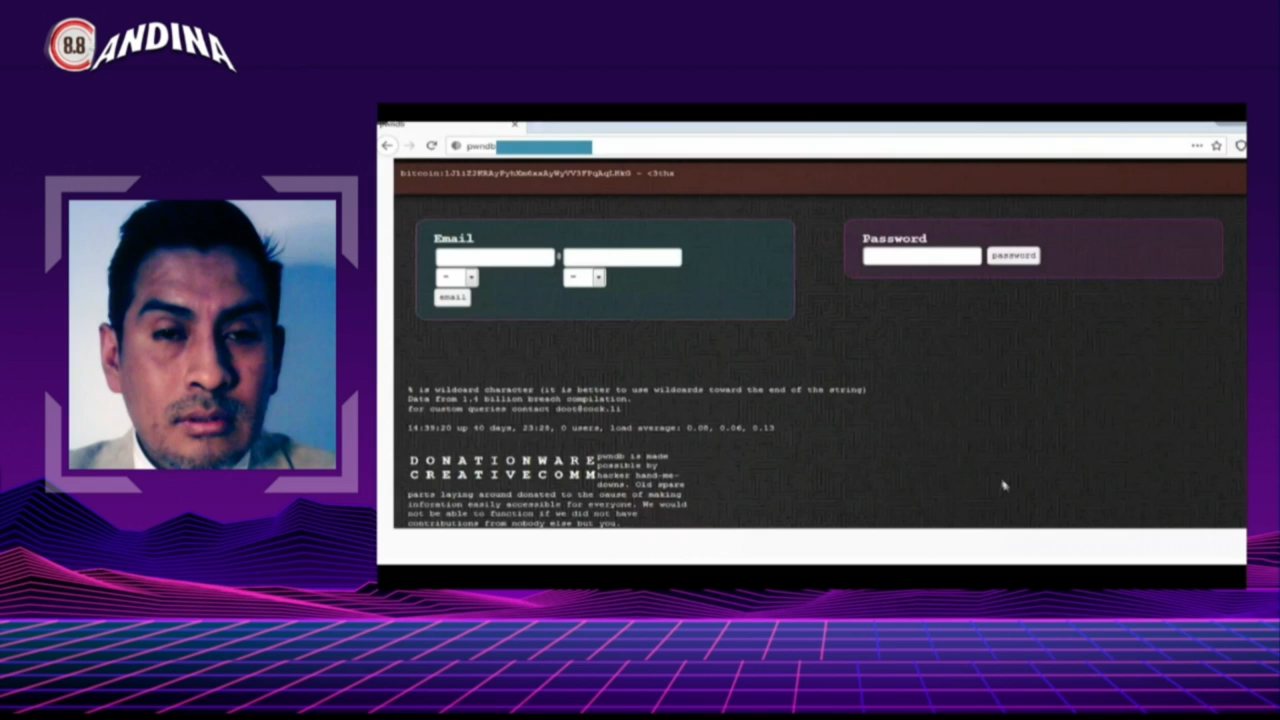 8.8 ANDINA
pwndb
pwndb
Email
Password
password
email
% is wildcard character (it is better to use wildcards toward the end of the string)
Data from 1.4 billion breach compilation.
for custom queries contact doot@cock.li
14:39:20 up 40 days, 23:28, 0 users, load average: 0.08, 0.06, 0.13
DONATIONWARE
CREATIVECOMM
pwndb is made
possible by
hacker hand-me-
downs. Old spare
parts laying around donated to the cause of making
inforation easily accessible for everyone. We would
not be able to function if we did not have
contributions from nobody else but you.